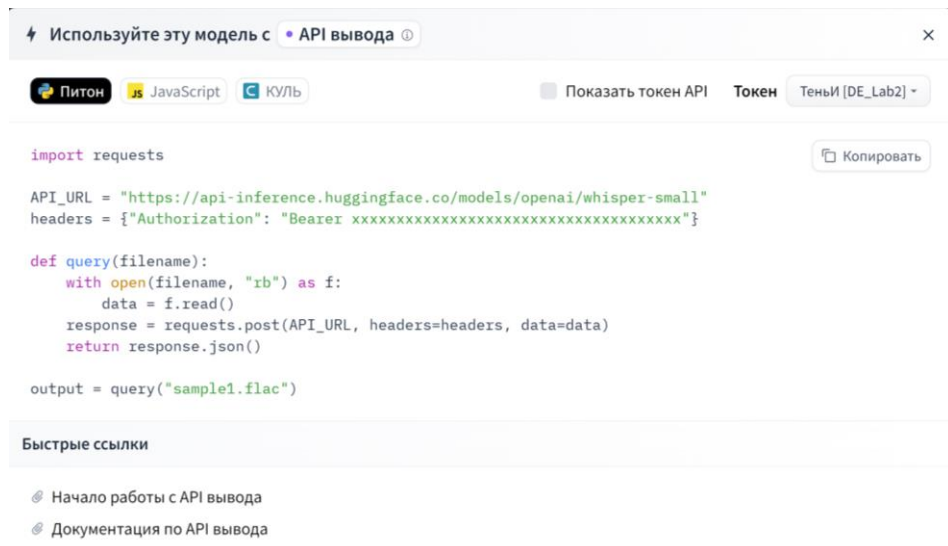 Используйте эту модель с • API вывода
Питон JS JavaScript C КУЛЬ Показать токен API Токен ТеньИ [DE_Lab2]
import requests
Копировать
API_URL = "https://api-inference.huggingface.co/models/openai/whisper-small"
headers = {"Authorization": "Bearer xxxxxxxxxxxxxxxxxxxxxxxxxxxxxxxxxxxxx"}
def query(filename):
    with open(filename, "rb") as f:
        data = f.read()
    response = requests.post(API_URL, headers=headers, data=data)
    return response.json()
output = query("sample1.flac")
Быстрые ссылки
Начало работы с API вывода
Документация по API вывода